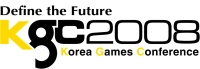 Define the Future
KGC2008
Korea Games Conference